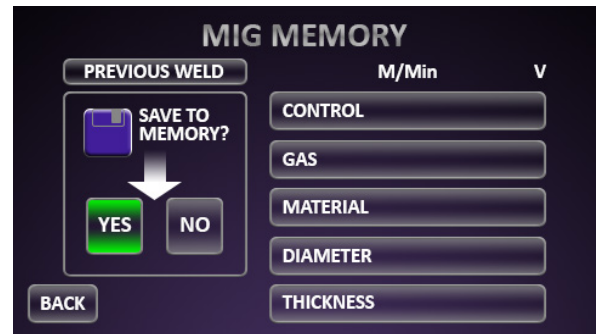 MIG MEMORY
PREVIOUS WELD
M/Min V
SAVE TO
MEMORY?
YES NO
BACK
CONTROL
GAS
MATERIAL
DIAMETER
THICKNESS